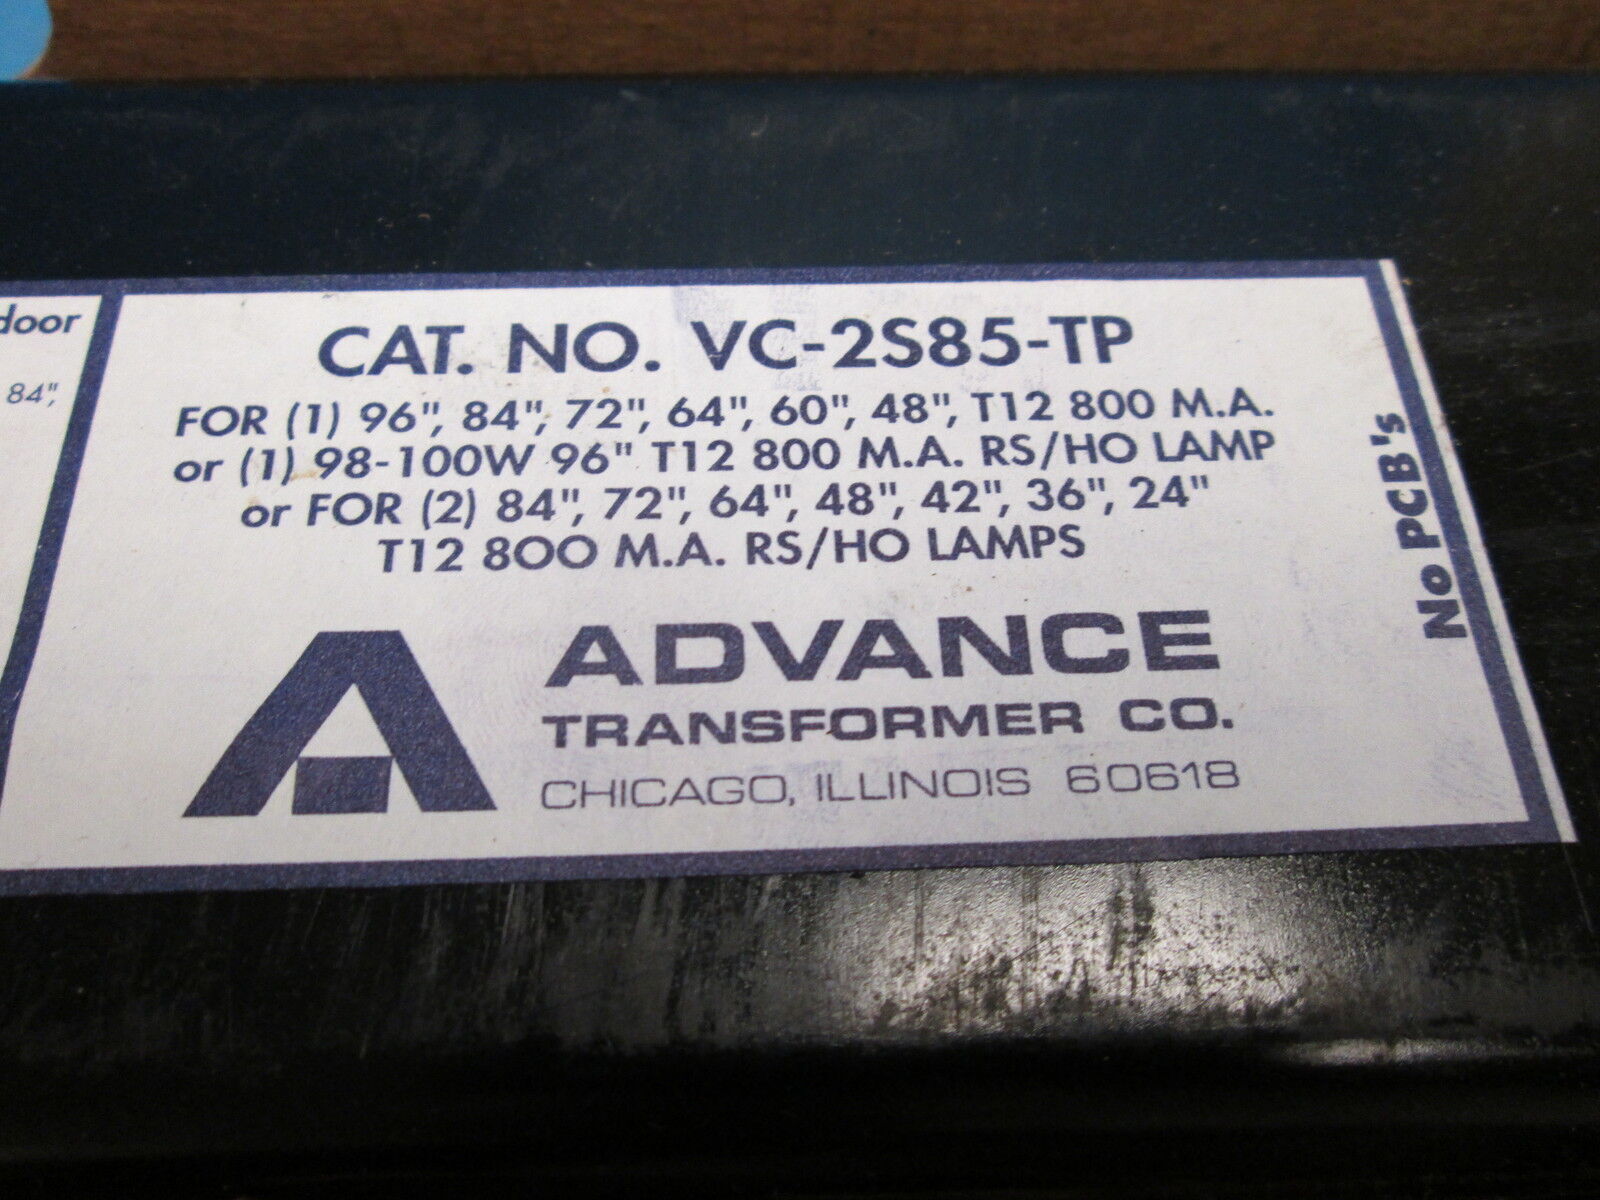 door
84",
CAT. NO. VC-2S85-TP
FOR (1) 96", 84", 72", 64", 60", 48", T12 800 M.A.
or (1) 98-100W 96" T12 800 M.A. RS/HO LAMP
or FOR (2) 84", 72", 64", 48", 42", 36", 24"
T12 800 M.A. RS/HO LAMPS
ADVANCE
TRANSFORMER CO.
CHICAGO, ILLINOIS 60618
No PCB's